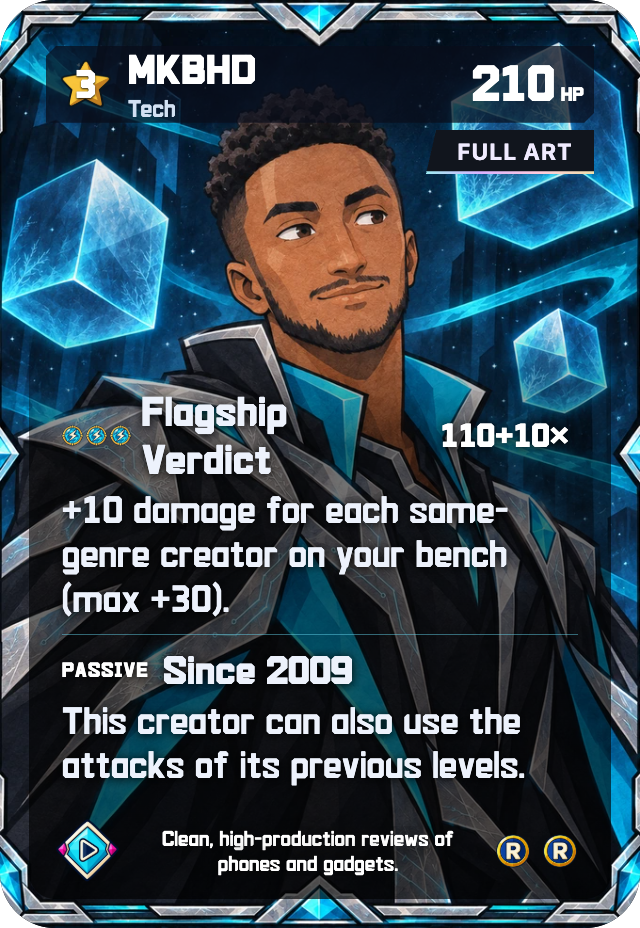 3
MKBHD
210 HP
Tech
FULL ART
Flagship
Verdict
110+10×
+10 damage for each same-
genre creator on your bench
(max +30).
PASSIVE Since 2009
This creator can also use the
attacks of its previous levels.
Clean, high-production reviews of
phones and gadgets.
R R